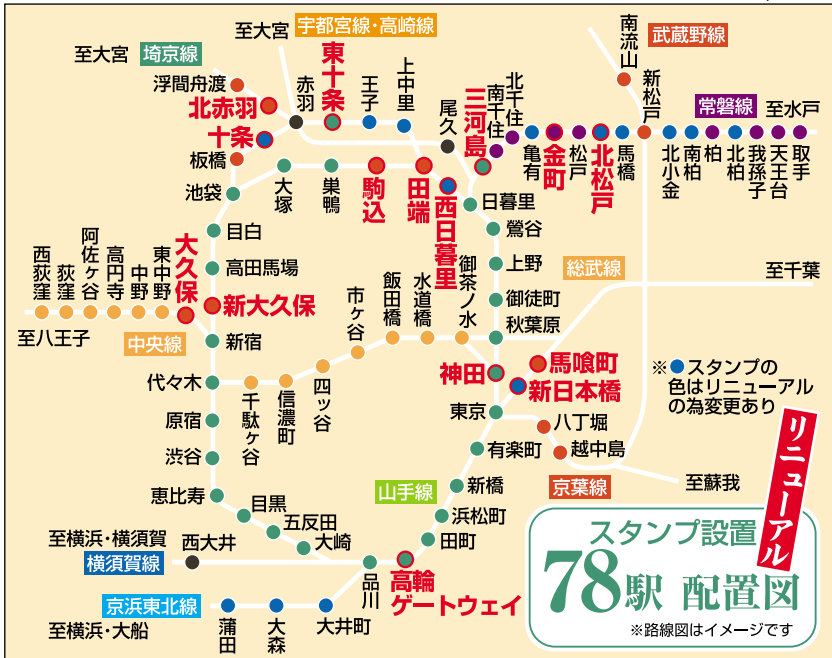 至大宮
宇都宮線・高崎線
至大宮
埼京線
武蔵野線
南流山
新松戸
常磐線
至水戸
浮間舟渡
北赤羽
十条
板橋
赤羽
東十条
王子
上中里
尾久
三河島
南千住
北千住
亀有
金町
松戸
北松戸
馬橋
北小金
南柏
柏
北柏
我孫子
天王台
取手
池袋
大塚
巣鴨
駒込
田端
西日暮里
日暮里
鶯谷
目白
高田馬場
上野
総武線
至千葉
西荻窪
荻窪
阿佐ヶ谷
高円寺
中野
東中野
大久保
新大久保
至八王子
中央線
新宿
市ヶ谷
飯田橋
水道橋
御茶ノ水
御徒町
秋葉原
代々木
千駄ヶ谷
信濃町
四ッ谷
神田
馬喰町
新日本橋
※●スタンプの
色はリニューアル
の為変更あり
原宿
東京
八丁堀
越中島
渋谷
有楽町
京葉線
至蘇我
恵比寿
山手線
新橋
目黒
浜松町
五反田
田町
大崎
至横浜・横須賀
横須賀線
西大井
品川
高輪
ゲートウェイ
京浜東北線
至横浜・大船
蒲田
大森
大井町
リニューアル
スタンプ設置
78駅 配置図
※路線図はイメージです